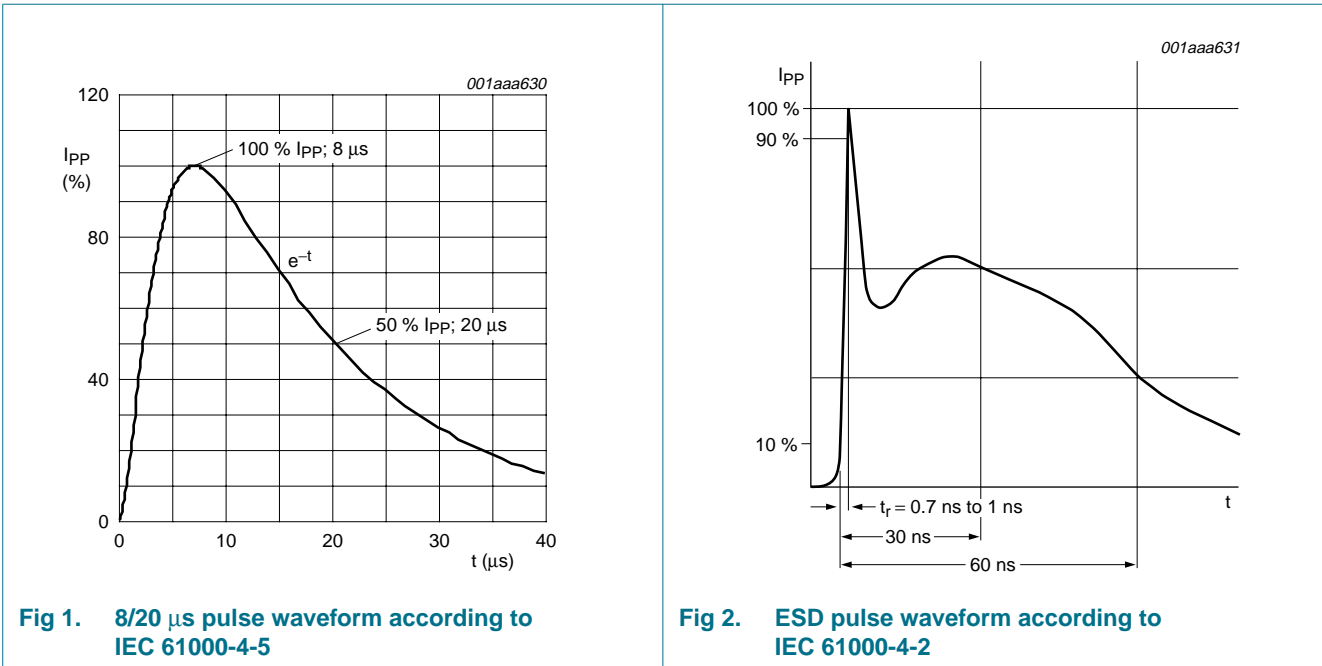 001aaa630
120
IPP
(%)
100 % IPP; 8 μs
80
e−t
50 % IPP; 20 μs
40
0
0 10 20 30 40
t (μs)
Fig 1. 8/20 μs pulse waveform according to
IEC 61000-4-5
001aaa631
IPP
100 %
90 %
10 %
t
tr = 0.7 ns to 1 ns
30 ns
60 ns
Fig 2. ESD pulse waveform according to
IEC 61000-4-2